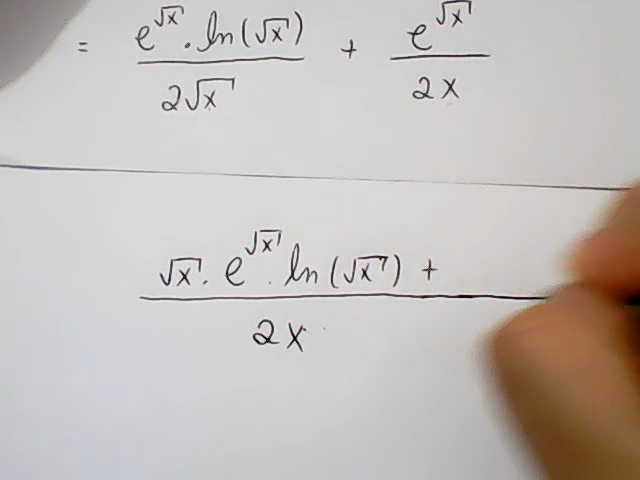 = e^√x · ln(√x) / 2√x + e^√x / 2x
√x · e^√x · ln(√x) + / 2x